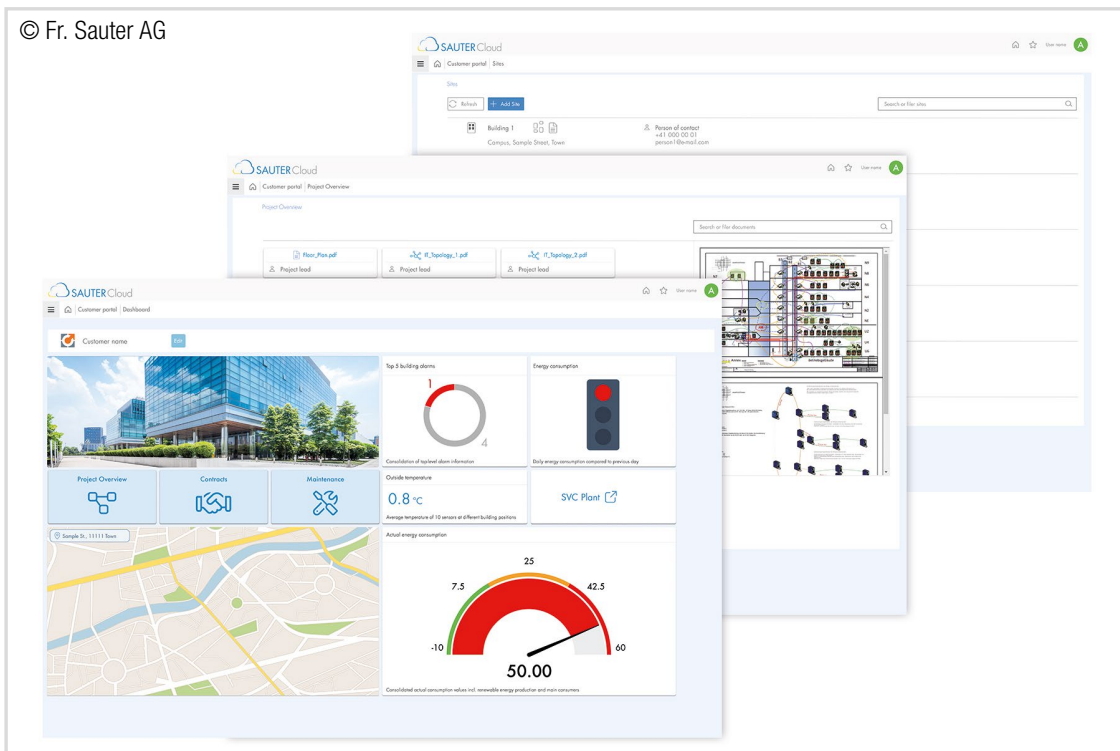 © Fr. Sauter AG
SAUTER Cloud
User name
A
Customer portal
Sites
Sites
Refresh
+ Add Site
Search or filer sites
Building 1
Campus, Sample Street, Town
Person of contact
+41 000 00 01
person1@e-mail.com
SAUTER Cloud
User name
A
Customer portal
Project Overview
Project Overview
Search or filer documents
Floor_Plan.pdf
Project lead
IT_Topology_1.pdf
Project lead
IT_Topology_2.pdf
Project lead
SAUTER Cloud
User name
A
Customer portal
Dashboard
Customer name
Exit
Top 5 building alarms
1
4
Consolidation of top-level alarm information
Energy consumption
Daily energy consumption compared to previous day
Project Overview
Contracts
Maintenance
Outside temperature
0.8 °C
Average temperature of 10 sensors at different building positions
SVC Plant
Sample St., 11111 Town
Actual energy consumption
25
7.5
42.5
-10
60
50.00
Consolidated actual consumption values incl. renewable energy production and main consumers